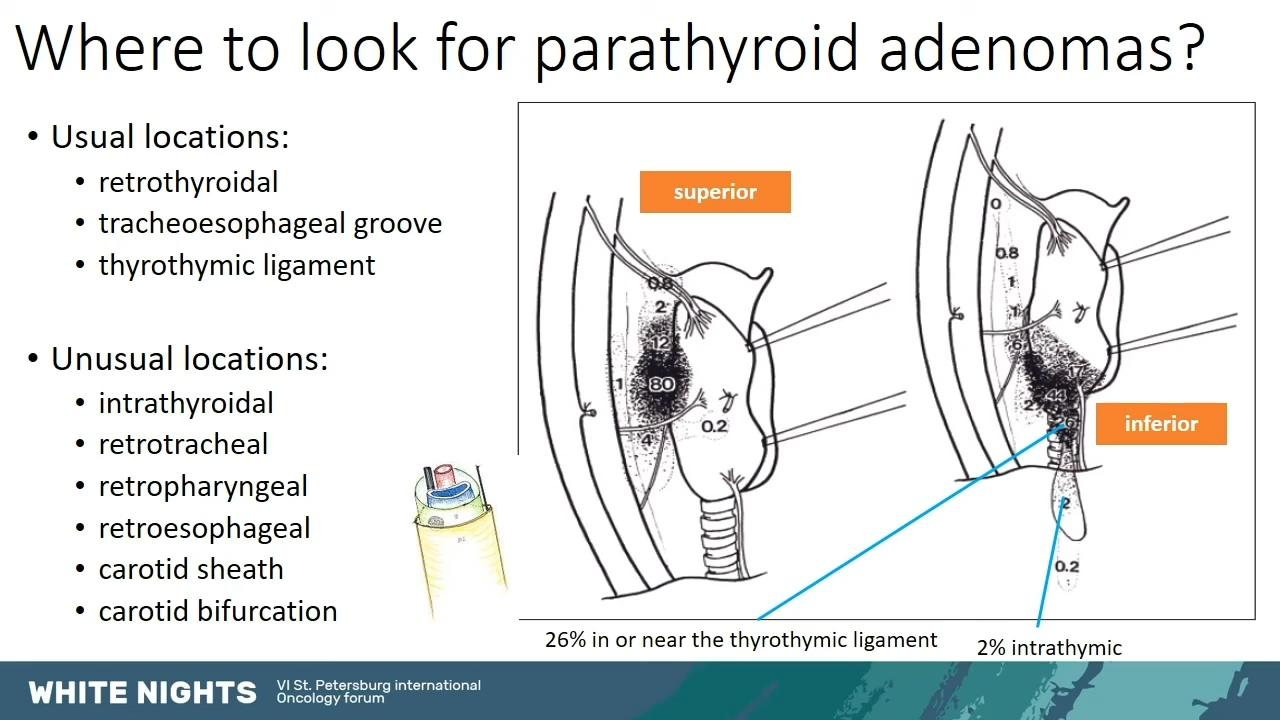 Where to look for parathyroid adenomas?
• Usual locations:
• retrothyroidal
• tracheoesophageal groove
• thyrothymic ligament
• Unusual locations:
• intrathyroidal
• retrotracheal
• retropharyngeal
• retroesophageal
• carotid sheath
• carotid bifurcation
superior
0.8
2
12
1
80
0.2
4
0
0.8
1
1
6
17
44
2
26
inferior
2
0.2
26% in or near the thyrothymic ligament
2% intrathymic
WHITE NIGHTS
VI St. Petersburg international
Oncology forum